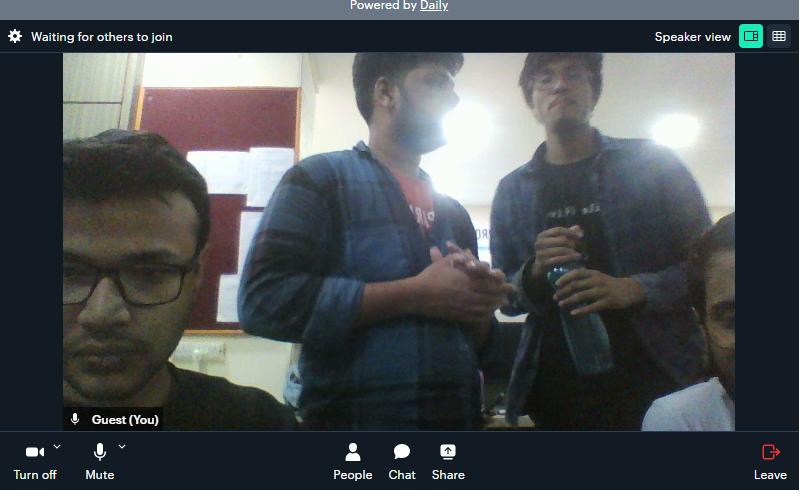 Powered by Daily
Waiting for others to join
Speaker view
Guest (You)
Turn off
Mute
People
Chat
Share
Leave